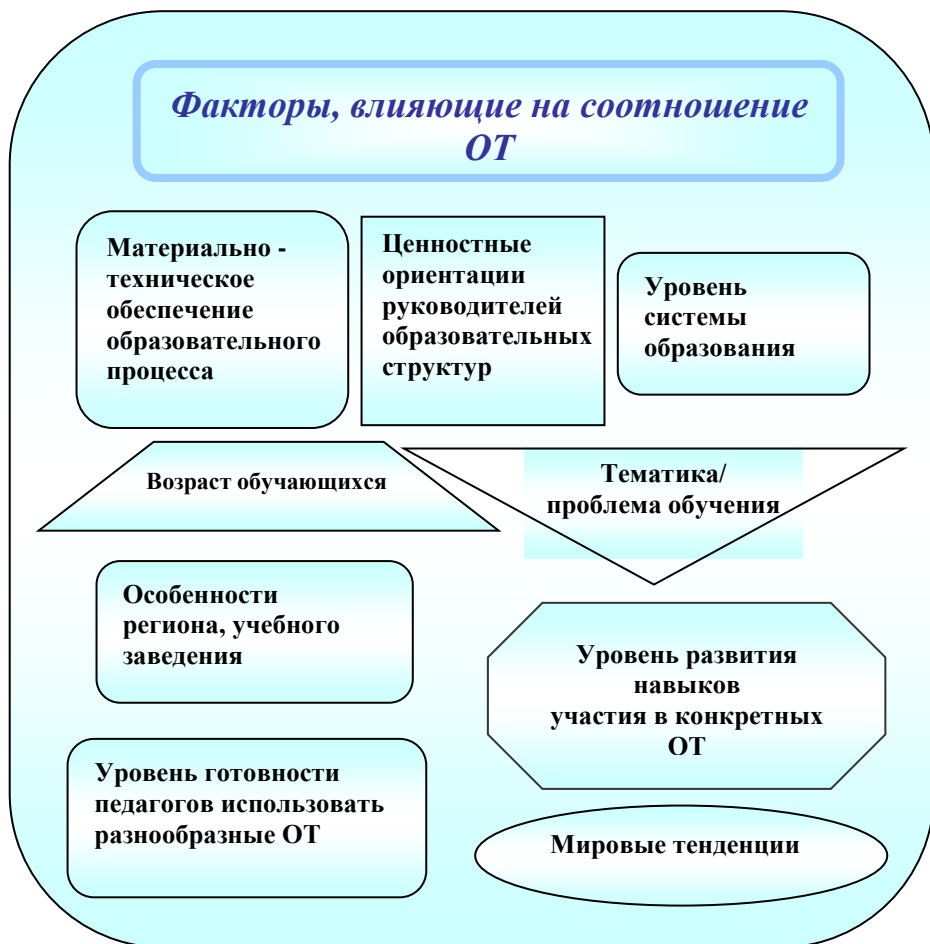 Факторы, влияющие на соотношение
ОТ
Материально -
техническое
обеспечение
образовательного
процесса
Ценностные
ориентации
руководителей
образовательных
структур
Уровень
системы
образования
Возраст обучающихся
Тематика/
проблема обучения
Особенности
региона, учебного
заведения
Уровень развития
навыков
участия в конкретных
ОТ
Уровень готовности
педагогов использовать
разнообразные ОТ
Мировые тенденции